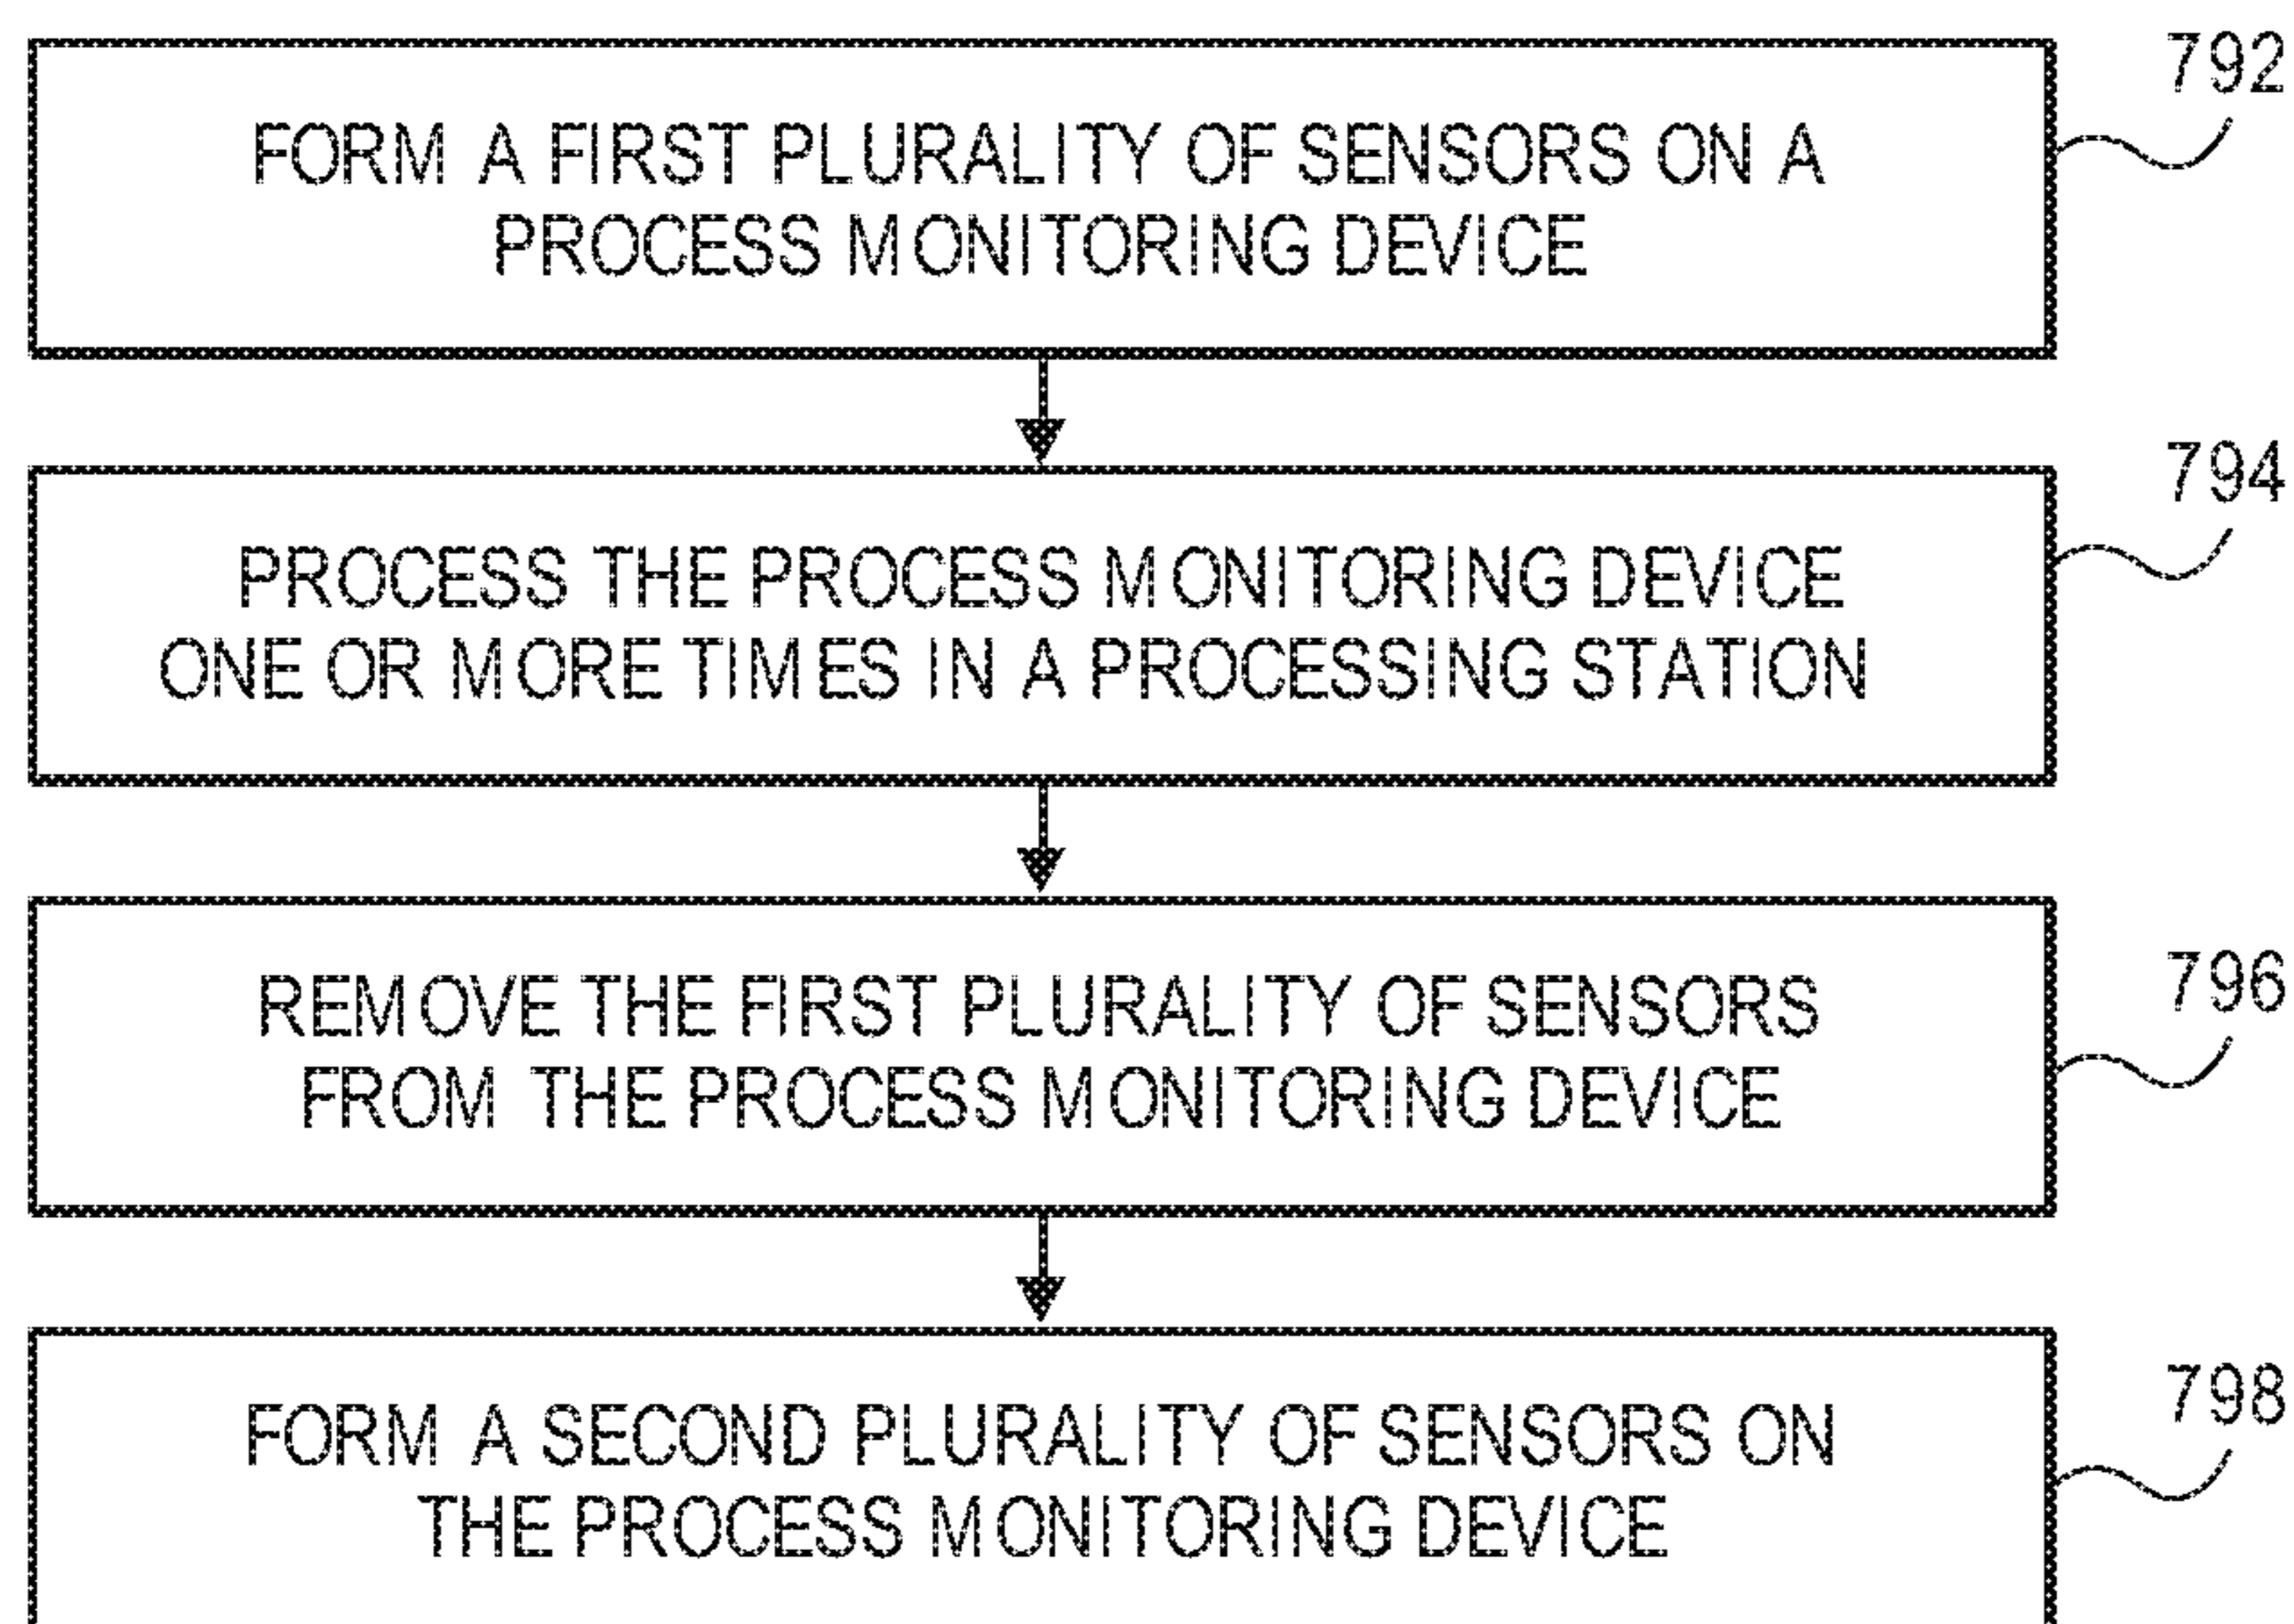 792
FORM A FIRST PLURALITY OF SENSORS ON A
PROCESS MONITORING DEVICE
794
PROCESS THE PROCESS MONITORING DEVICE
ONE OR MORE TIMES IN A PROCESSING STATION
796
REMOVE THE FIRST PLURALITY OF SENSORS
FROM THE PROCESS MONITORING DEVICE
798
FORM A SECOND PLURALITY OF SENSORS ON
THE PROCESS MONITORING DEVICE